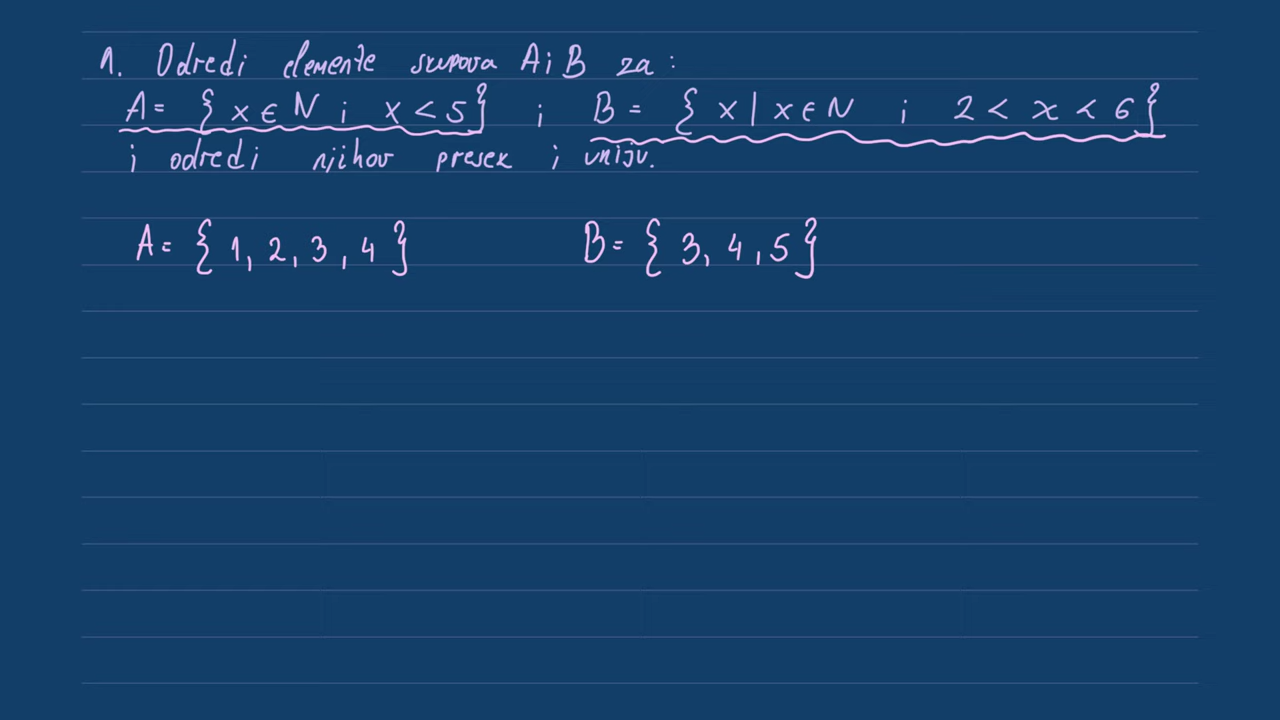 1. Odredi elemente skupova A i B za:
A = { x ∈ N i x < 5 } i B = { x | x ∈ N i 2 < x < 6 }
i odredi njihov presek i uniju.
A = { 1, 2, 3, 4 } B = { 3, 4, 5 }